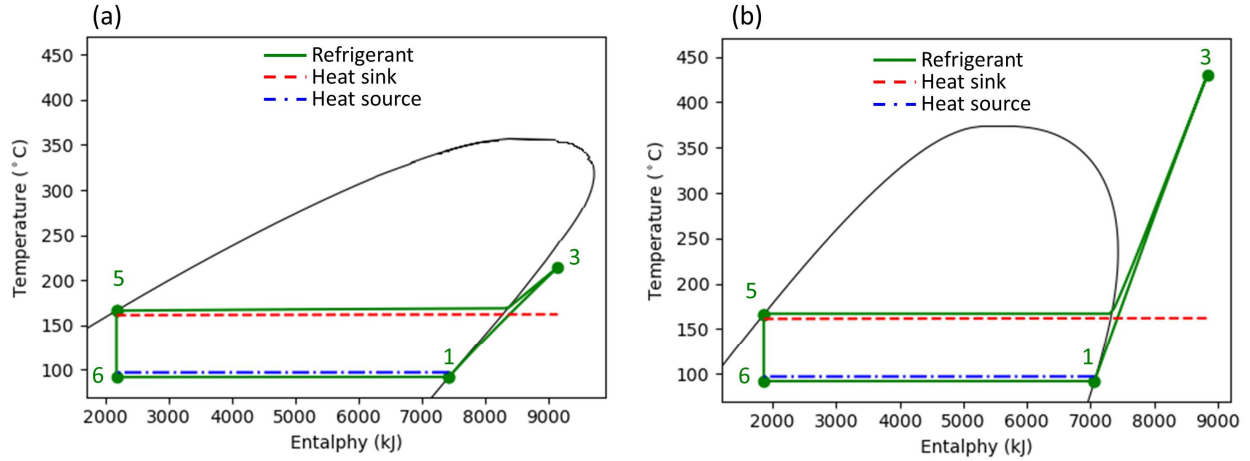 (a)
Refrigerant
Heat sink
Heat source
450
400
350
300
250
200
150
100
Temperature (°C)
5
3
1
6
2000 3000 4000 5000 6000 7000 8000 9000
Entalphy (kJ)
(b)
Refrigerant
Heat sink
Heat source
450
400
350
300
250
200
150
100
Temperature (°C)
3
5
1
6
2000 3000 4000 5000 6000 7000 8000 9000
Entalphy (kJ)